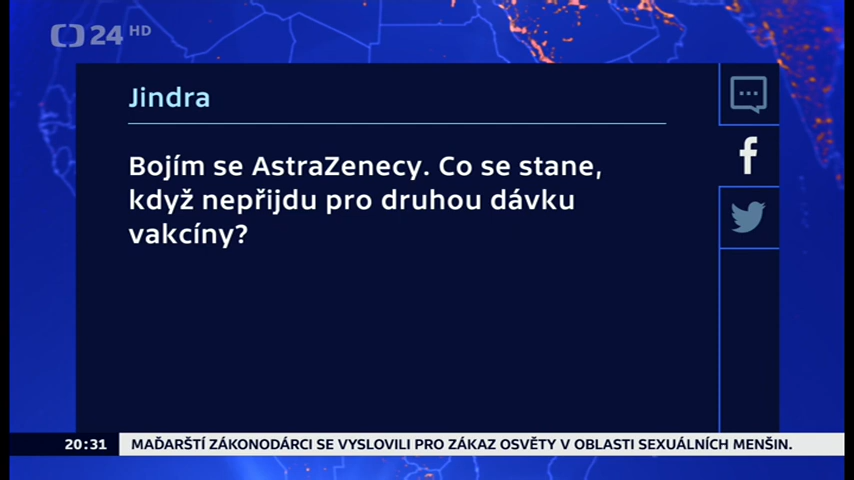 24 HD
Jindra
Bojím se AstraZenecy. Co se stane,
když nepřijdu pro druhou dávku
vakcíny?
20:31 MAĎARŠTÍ ZÁKONODÁRCI SE VYSLOVILI PRO ZÁKAZ OSVĚTY V OBLASTI SEXUÁLNÍCH MENŠIN.